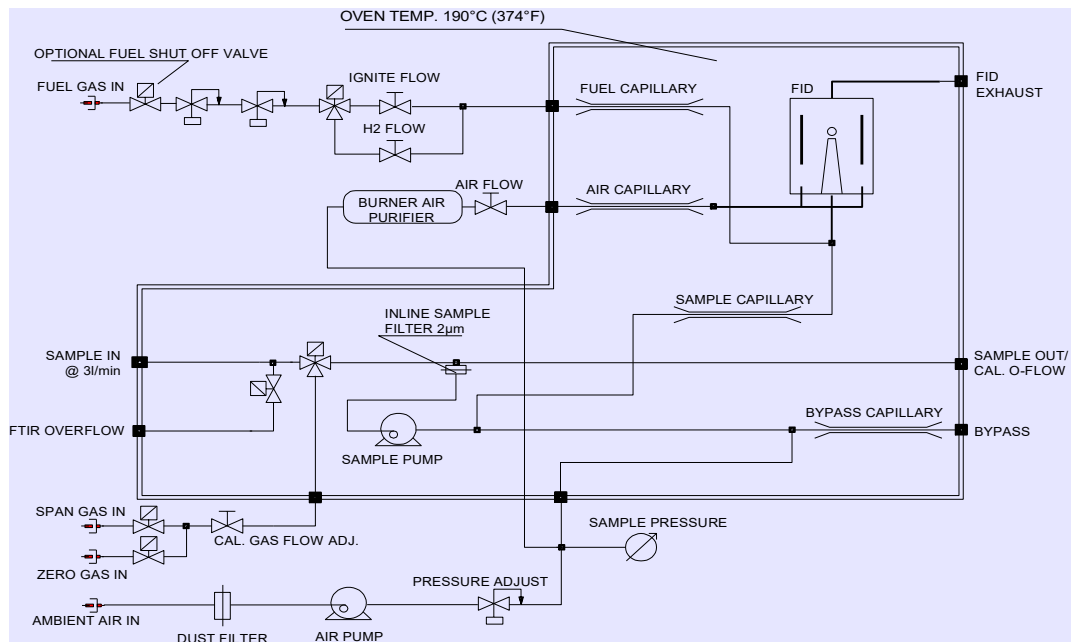 OVEN TEMP. 190°C (374°F)
OPTIONAL FUEL SHUT OFF VALVE
FUEL GAS IN
IGNITE FLOW
FUEL CAPILLARY
FID
FID
EXHAUST
H2 FLOW
AIR FLOW
AIR CAPILLARY
BURNER AIR
PURIFIER
SAMPLE CAPILLARY
INLINE SAMPLE
FILTER 2µm
SAMPLE IN
@ 3l/min
SAMPLE OUT/
CAL. O-FLOW
FTIR OVERFLOW
BYPASS CAPILLARY
BYPASS
SAMPLE PUMP
SPAN GAS IN
CAL. GAS FLOW ADJ.
SAMPLE PRESSURE
ZERO GAS IN
PRESSURE ADJUST
AMBIENT AIR IN
DUST FILTER
AIR PUMP